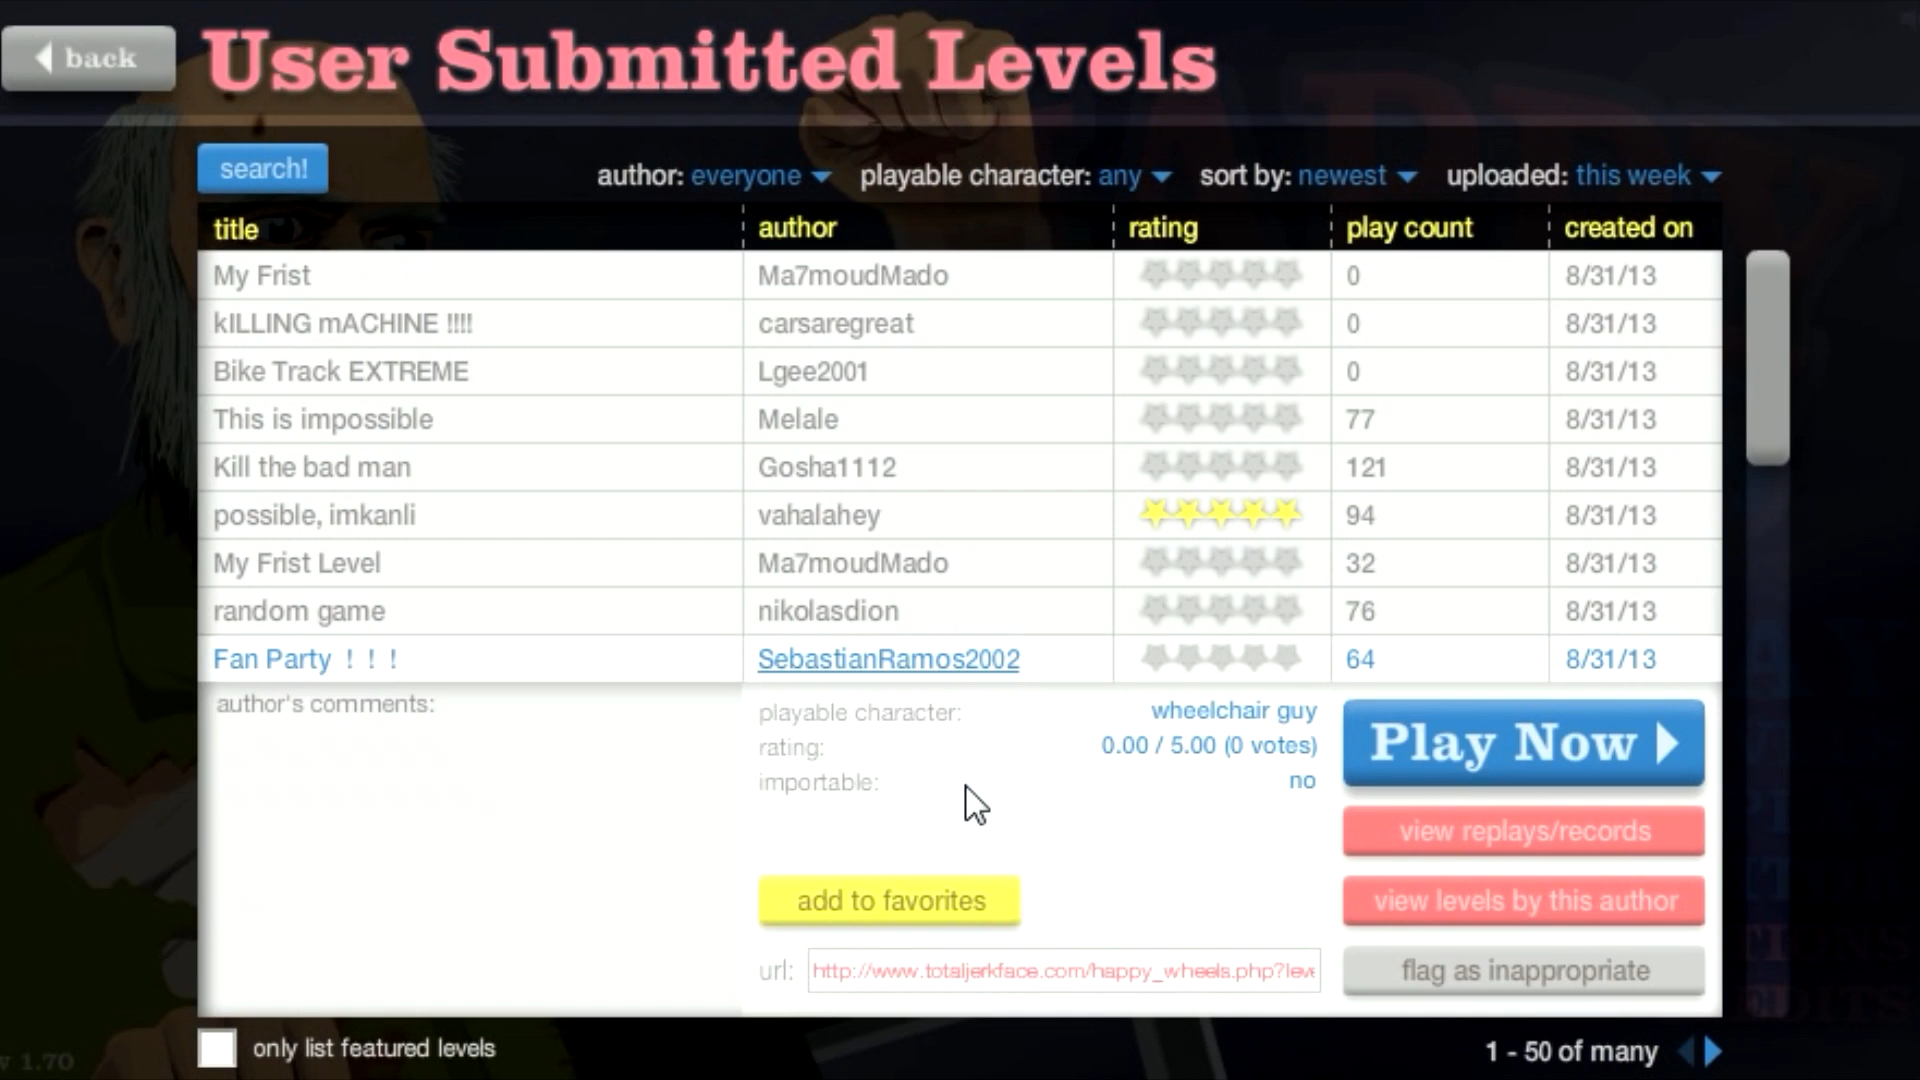 back
User Submitted Levels
search!
author: everyone playable character: any sort by: newest uploaded: this week
title author rating play count created on
My Frist Ma7moudMado 0 8/31/13
kILLING mACHINE !!!! carsaregreat 0 8/31/13
Bike Track EXTREME Lgee2001 0 8/31/13
This is impossible Melale 77 8/31/13
Kill the bad man Gosha1112 121 8/31/13
possible, imkanli vahalahey 94 8/31/13
My Frist Level Ma7moudMado 32 8/31/13
random game nikolasdion 76 8/31/13
Fan Party ! ! ! SebastianRamos2002 64 8/31/13
author's comments:
playable character: wheelchair guy
rating: 0.00 / 5.00 (0 votes)
importable: no
Play Now
view replays/records
add to favorites
view levels by this author
url: http://www.totaljerkface.com/happy_wheels.php?leve
flag as inappropriate
only list featured levels
1 - 50 of many
v 1.70